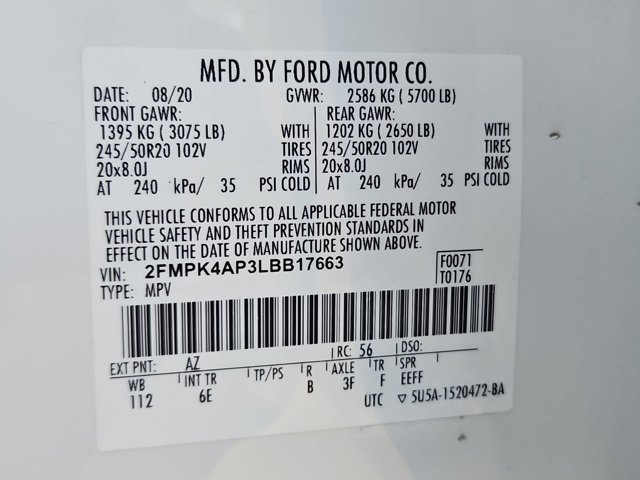 MFD. BY FORD MOTOR CO.
DATE: 08/20 GVWR: 2586 KG ( 5700 LB)
FRONT GAWR: REAR GAWR:
1395 KG ( 3075 LB) WITH 1202 KG ( 2650 LB) WITH
245/50R20 102V TIRES 245/50R20 102V TIRES
20x8.0J RIMS 20x8.0J RIMS
AT 240 kPa/ 35 PSI COLD AT 240 kPa/ 35 PSI COLD
THIS VEHICLE CONFORMS TO ALL APPLICABLE FEDERAL MOTOR
VEHICLE SAFETY AND THEFT PREVENTION STANDARDS IN
EFFECT ON THE DATE OF MANUFACTURE SHOWN ABOVE.
VIN: 2FMPK4AP3LBB17663 F0071
TYPE: MPV T0176
EXT PNT: AZ RC: 56 DSO:
WB INT TR TP/PS R AXLE TR SPR
112 6E B 3F F EEFF
UTC ▽ 5U5A-1520472-BA